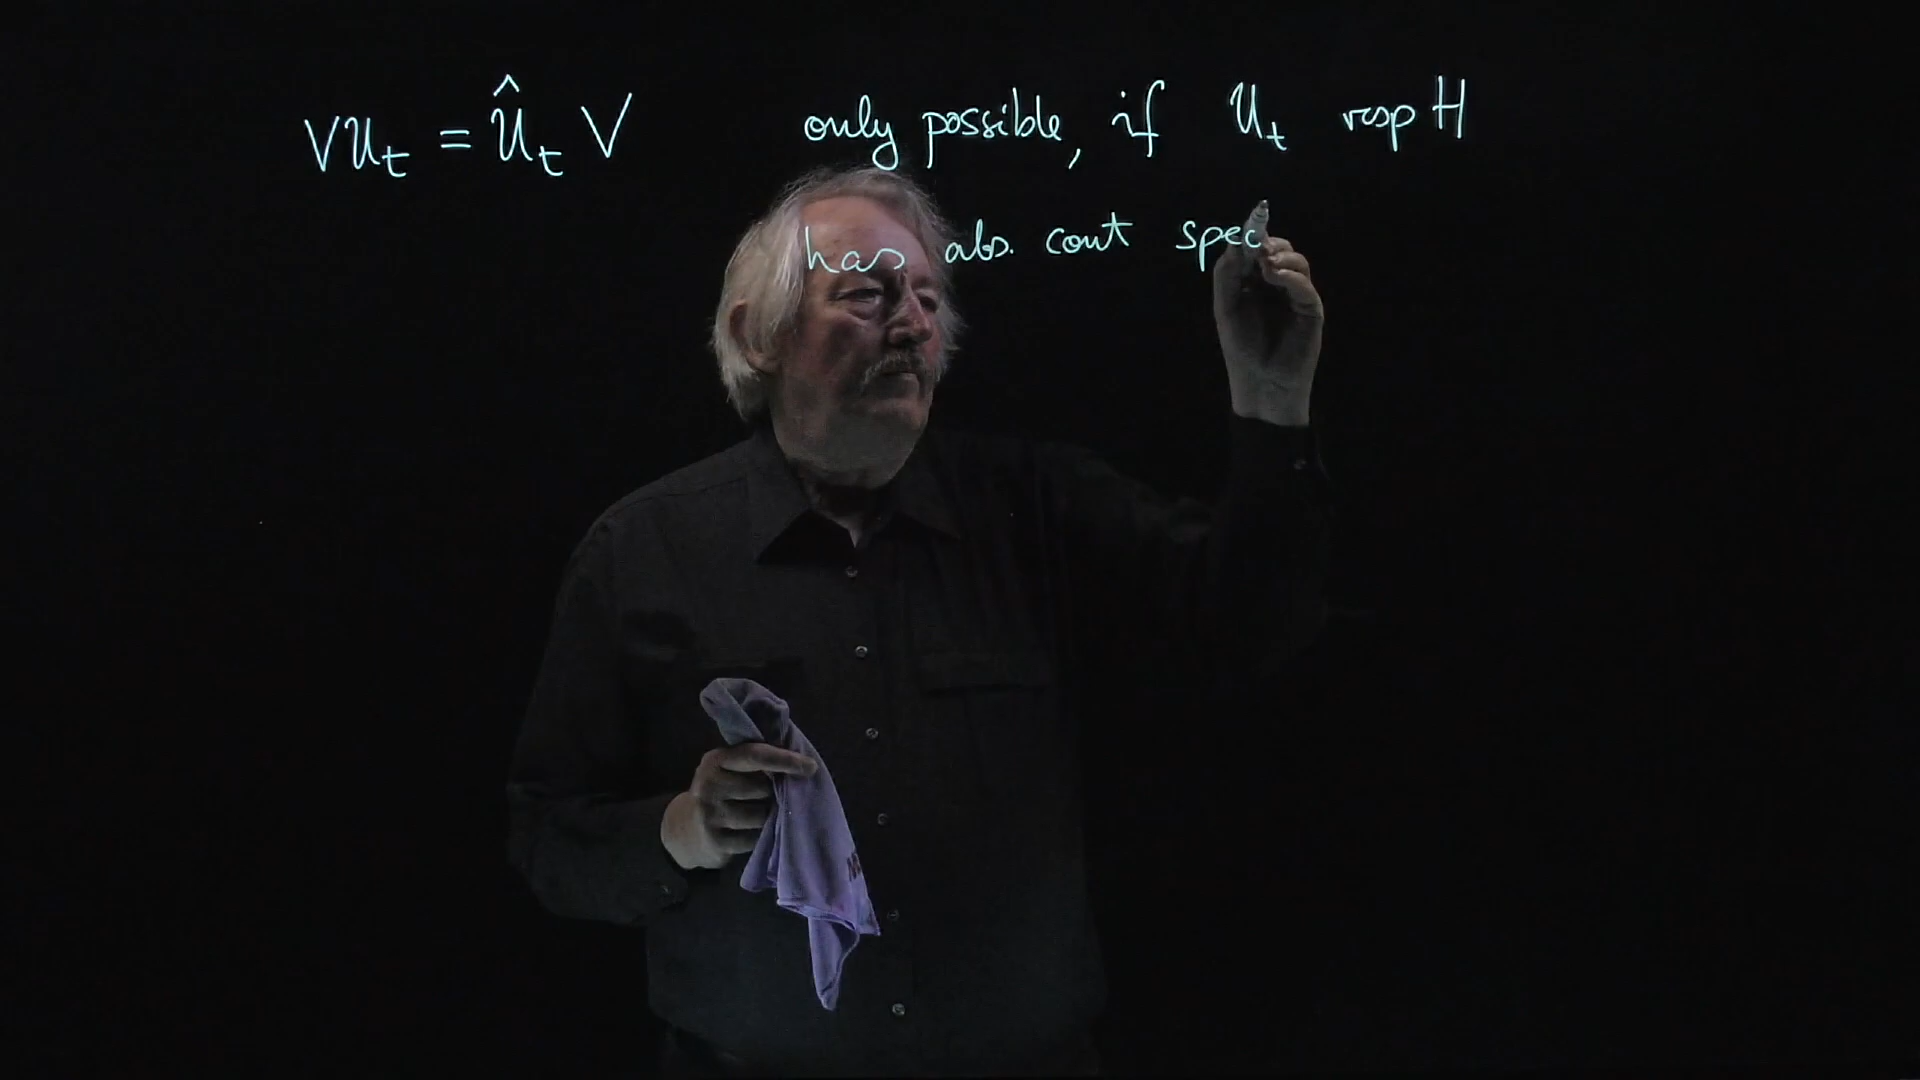 VU_t = Û_t V only possible, if U_t resp H
has abs. cont spec